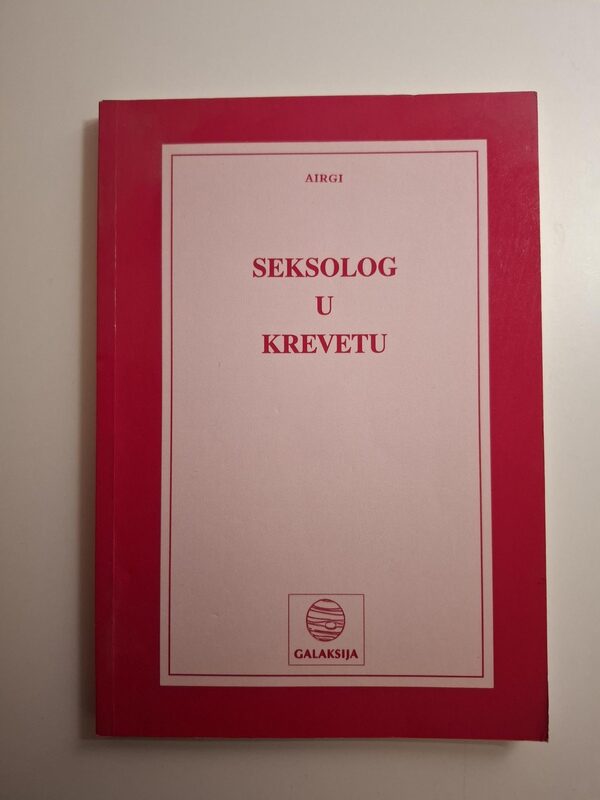 AIRGI
SEKSOLOG
U
KREVETU
GALAKSIJA